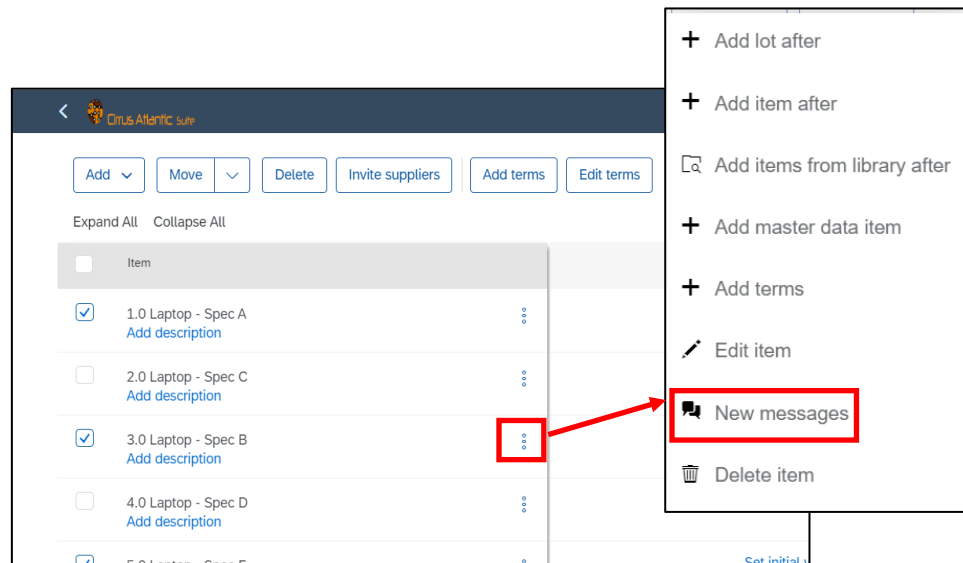 Cirrus Atlantic Suite
Add
Move
Delete
Invite suppliers
Add terms
Edit terms
Expand All
Collapse All
Item
1.0 Laptop - Spec A
Add description
2.0 Laptop - Spec C
Add description
3.0 Laptop - Spec B
Add description
4.0 Laptop - Spec D
Add description
Set initial
Add lot after
Add item after
Add items from library after
Add master data item
Add terms
Edit item
New messages
Delete item